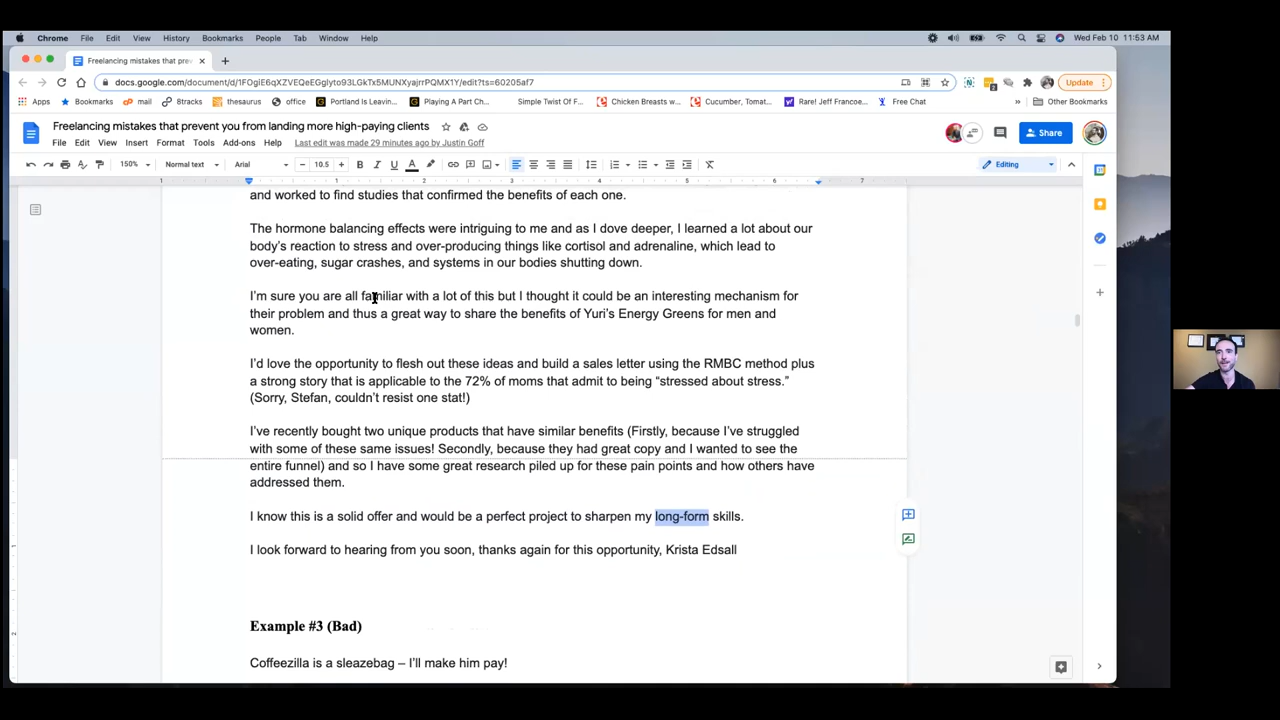 Chrome File Edit View History Bookmarks People Tab Window Help Wed Feb 10 11:53 AM
Freelancing mistakes that prev
docs.google.com/document/d/1FOgiE6qXZVEQeEGglyto93LGkTx5MUNXyajrrPQMX1Y/edit?ts=60205af7 Update
Apps Bookmarks mail Btracks thesaurus office Portland Is Leavin... Playing A Part Ch... Simple Twist Of F... Chicken Breasts w... Cucumber, Tomat... Rare! Jeff Francoe... Free Chat » Other Bookmarks
Freelancing mistakes that prevent you from landing more high-paying clients
File Edit View Insert Format Tools Add-ons Help Last edit was made 29 minutes ago by Justin Goff Share
150% Normal text Arial 10.5 B I U A Editing
1 1 2 3 4 5 6 7
and worked to find studies that confirmed the benefits of each one.
The hormone balancing effects were intriguing to me and as I dove deeper, I learned a lot about our
body's reaction to stress and over-producing things like cortisol and adrenaline, which lead to
over-eating, sugar crashes, and systems in our bodies shutting down.
I'm sure you are all familiar with a lot of this but I thought it could be an interesting mechanism for
their problem and thus a great way to share the benefits of Yuri's Energy Greens for men and
women.
I'd love the opportunity to flesh out these ideas and build a sales letter using the RMBC method plus
a strong story that is applicable to the 72% of moms that admit to being "stressed about stress."
(Sorry, Stefan, couldn't resist one stat!)
I've recently bought two unique products that have similar benefits (Firstly, because I've struggled
with some of these same issues! Secondly, because they had great copy and I wanted to see the
entire funnel) and so I have some great research piled up for these pain points and how others have
addressed them.
I know this is a solid offer and would be a perfect project to sharpen my long-form skills.
I look forward to hearing from you soon, thanks again for this opportunity, Krista Edsall
Example #3 (Bad)
Coffeezilla is a sleazebag – I'll make him pay!